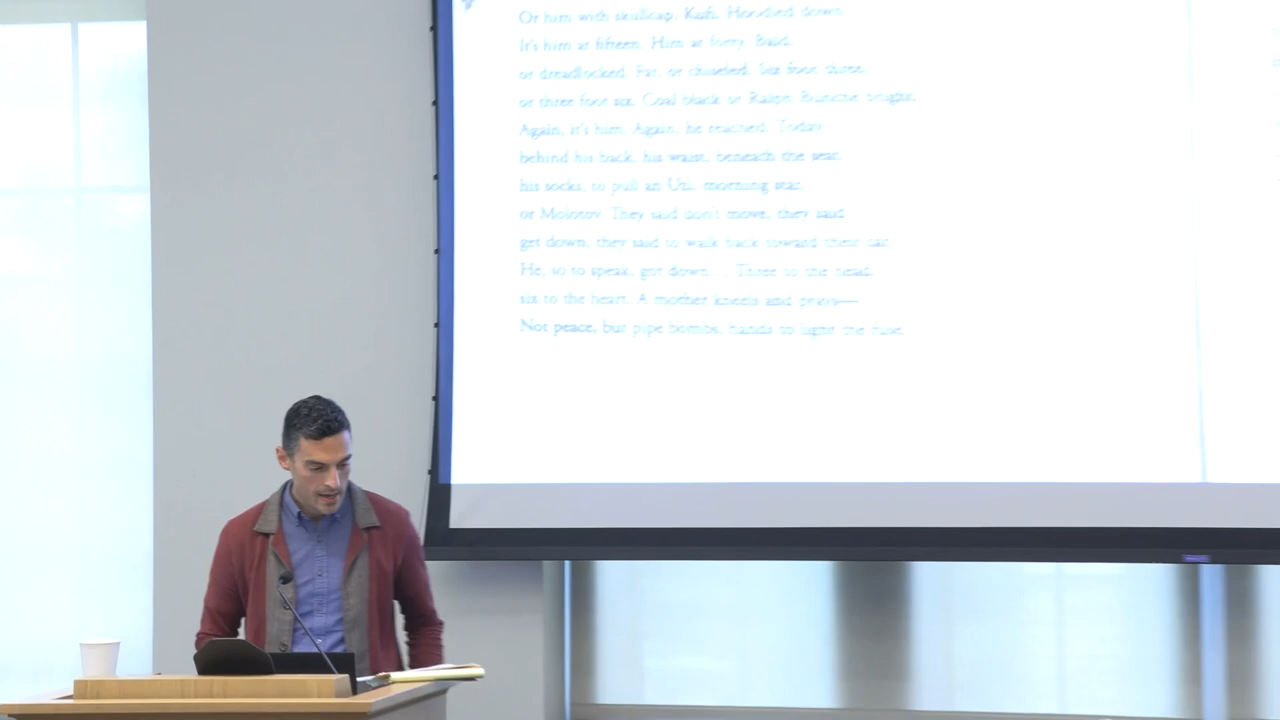 Or him with skullcap. Kufi. Hoodied down.
It's him at fifteen. Him at forty. Bald,
or dreadlocked. Fat, or chiseled. Six foot three,
or three foot six. Coal black or Ralph Bunche bright.
Again, it's him. Again, he reached. Today
behind his back, his waist, beneath the seat,
his socks, to pull an Uzi, morning star,
or Molotov. They said don't move, they said
get down, they said to walk back toward their car.
He, so to speak, got down. Three to the head,
six to the heart. A mother kneels and prays—
Not peace, but pipe bombs, hands to light the fuse.